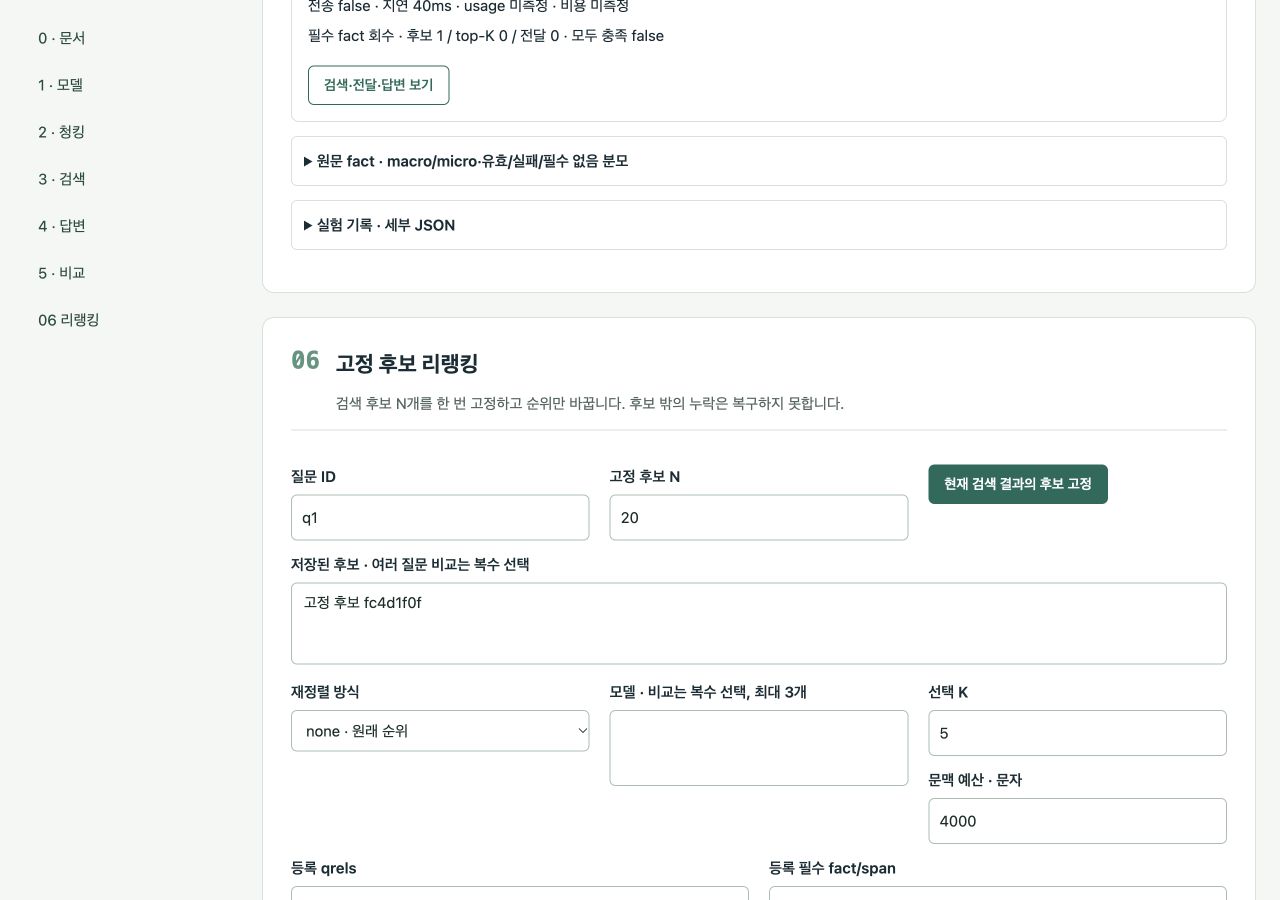 0 · 문서
1 · 모델
2 · 청킹
3 · 검색
4 · 답변
5 · 비교
06 리랭킹
전송 false · 지연 40ms · usage 미측정 · 비용 미측정
필수 fact 회수 · 후보 1 / top-K 0 / 전달 0 · 모두 충족 false
검색·전달·답변 보기
▶ 원문 fact · macro/micro·유효/실패/필수 없음 분모
▶ 실험 기록 · 세부 JSON
06 고정 후보 리랭킹
검색 후보 N개를 한 번 고정하고 순위만 바꿉니다. 후보 밖의 누락은 복구하지 못합니다.
질문 ID
q1
고정 후보 N
20
현재 검색 결과의 후보 고정
저장된 후보 · 여러 질문 비교는 복수 선택
고정 후보 fc4d1f0f
재정렬 방식
none · 원래 순위
모델 · 비교는 복수 선택, 최대 3개
선택 K
5
문맥 예산 · 문자
4000
등록 qrels
등록 필수 fact/span